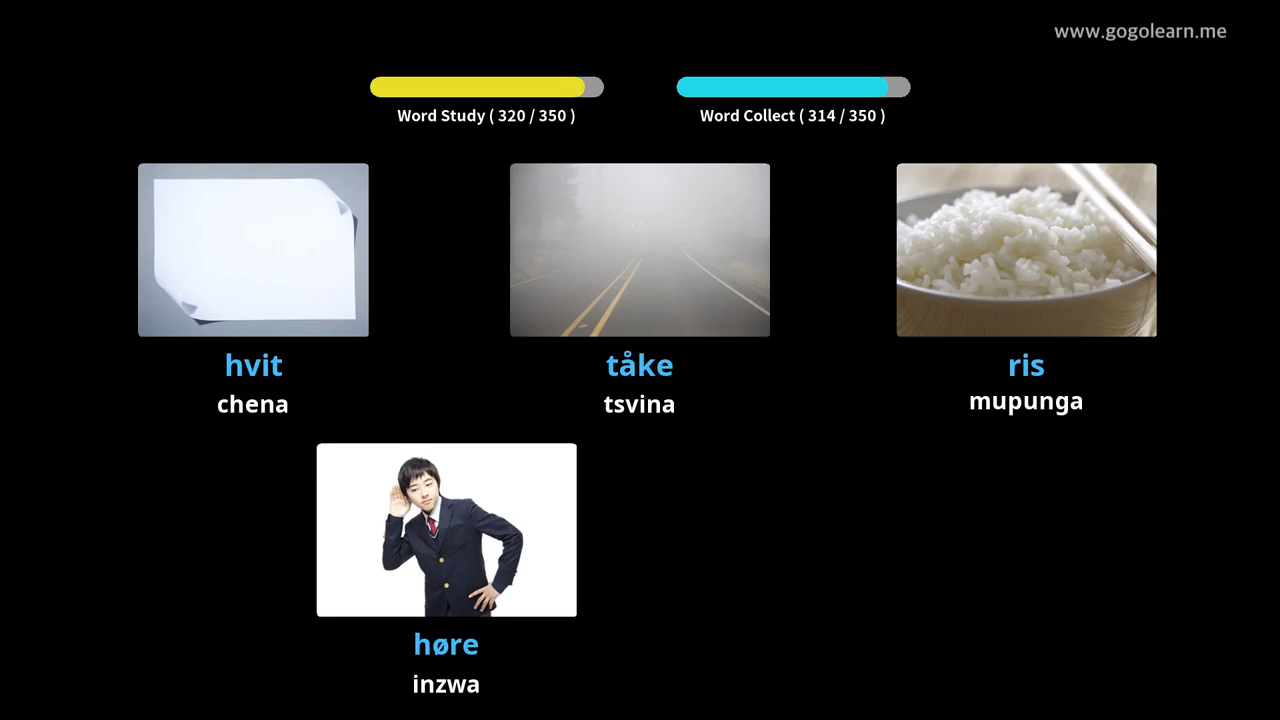 www.gogolearn.me
Word Study ( 320 / 350 )
Word Collect ( 314 / 350 )
hvit
chena
tåke
tsvina
ris
mupunga
høre
inzwa